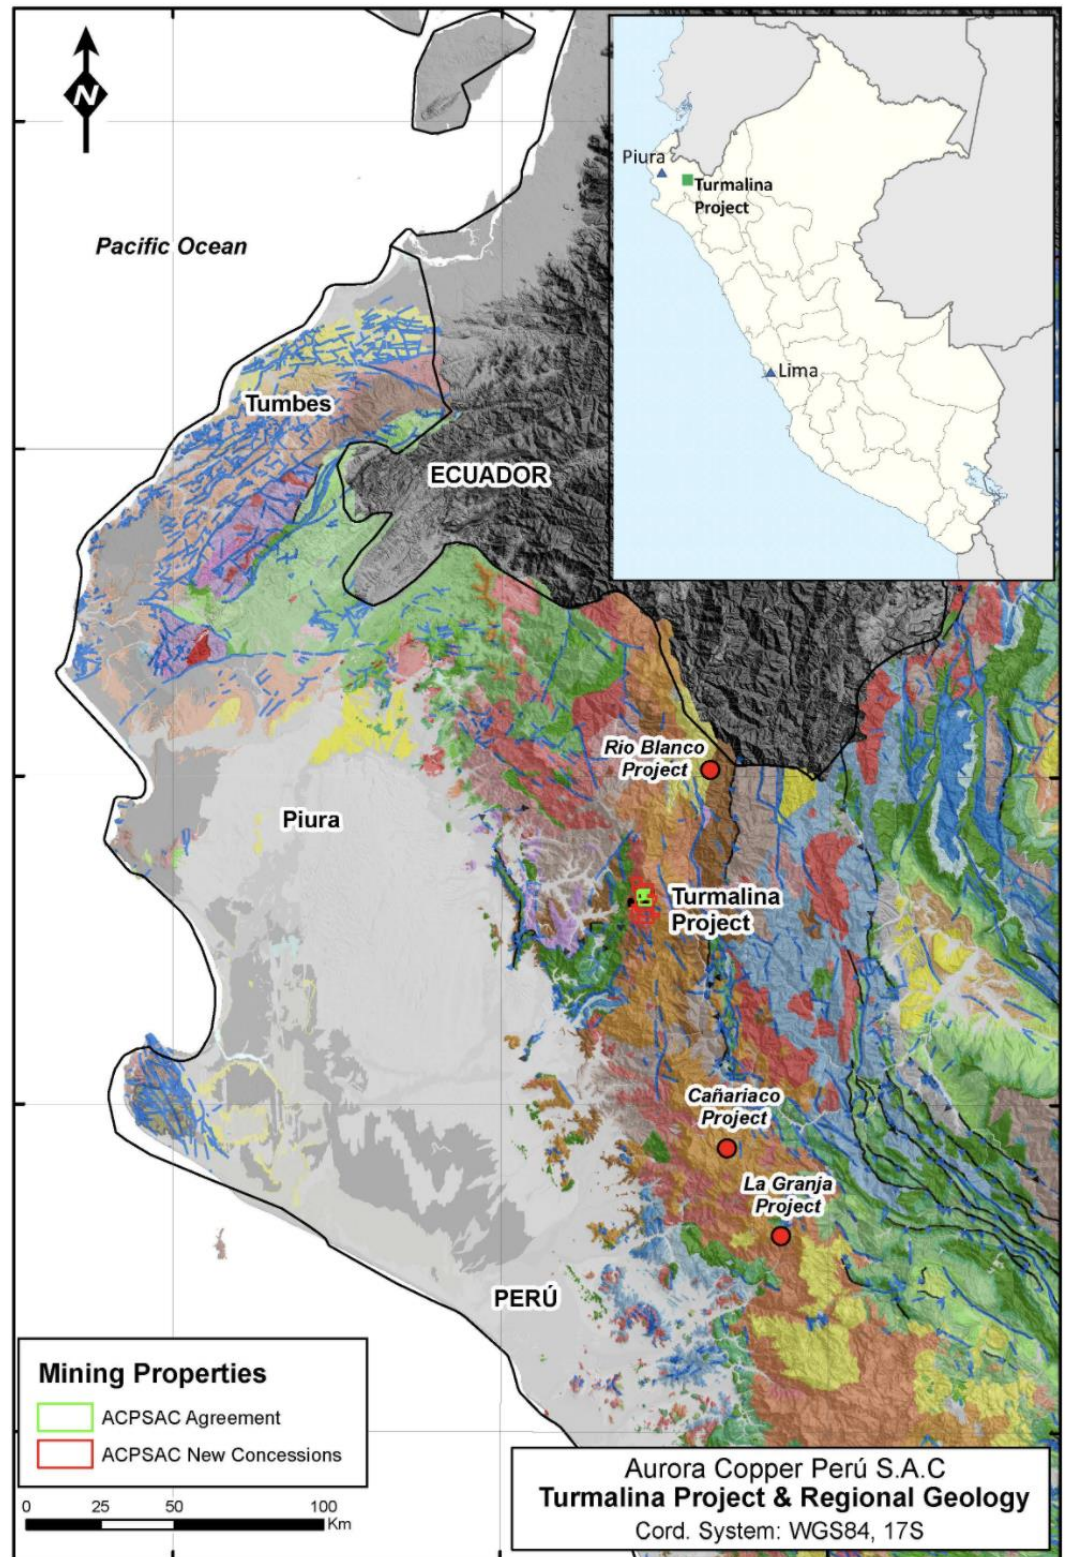 N
Pacific Ocean
Piura
Turmalina
Project
Lima
Tumbes
ECUADOR
Rio Blanco
Project
Piura
Turmalina
Project
Cañariaco
Project
La Granja
Project
PERÚ
Mining Properties
ACPSAC Agreement
ACPSAC New Concessions
0 25 50 100
Km
Aurora Copper Perú S.A.C
Turmalina Project & Regional Geology
Cord. System: WGS84, 17S